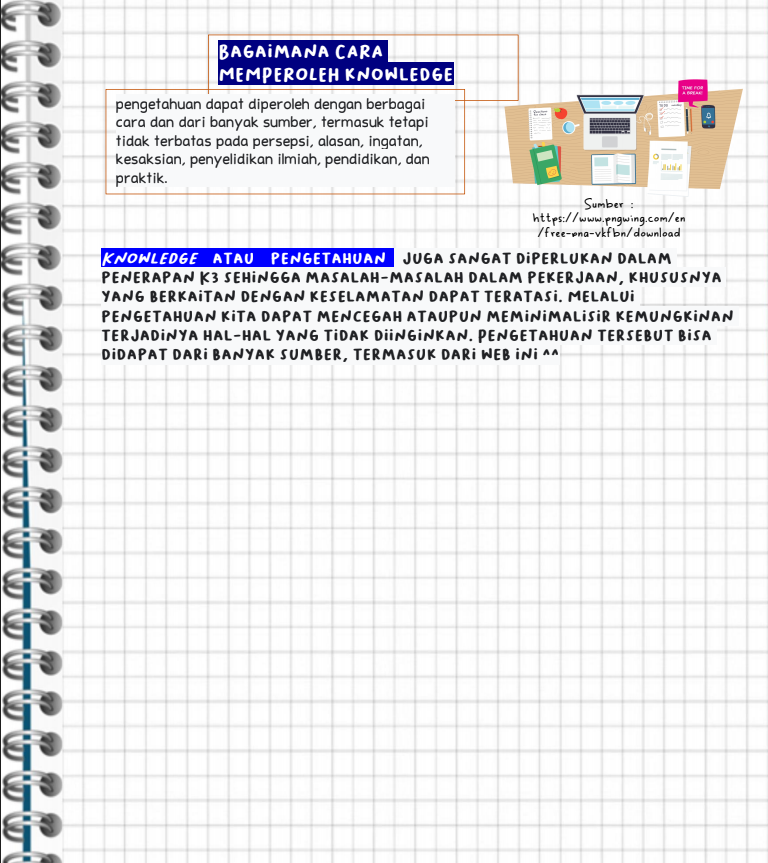 BAGAiMANA CARA
MEMPEROLEH KNOWLEDGE
pengetahuan dapat diperoleh dengan berbagai
cara dan dari banyak sumber, termasuk tetapi
tidak terbatas pada persepsi, alasan, ingatan,
kesaksian, penyelidikan ilmiah, pendidikan, dan
praktik.
TIME FOR
A BREAK!
Sumber :
https://www.pngwing.com/en
/free-png-vkfbn/download
KNOWLEDGE ATAU PENGETAHUAN JUGA SANGAT DiPERLUKAN DALAM
PENERAPAN K3 SEHiNGGA MASALAH-MASALAH DALAM PEKERJAAN, KHUSUSNYA
YANG BERKAiTAN DENGAN KESELAMATAN DAPAT TERATASi. MELALUi
PENGETAHUAN KiTA DAPAT MENCEGAH ATAUPUN MEMiNiMALiSiR KEMUNGKiNAN
TERJADiNYA HAL-HAL YANG TiDAK DiiNGiNKAN. PENGETAHUAN TERSEBUT BiSA
DiDAPAT DARi BANYAK SUMBER, TERMASUK DARi WEB iNi ^^